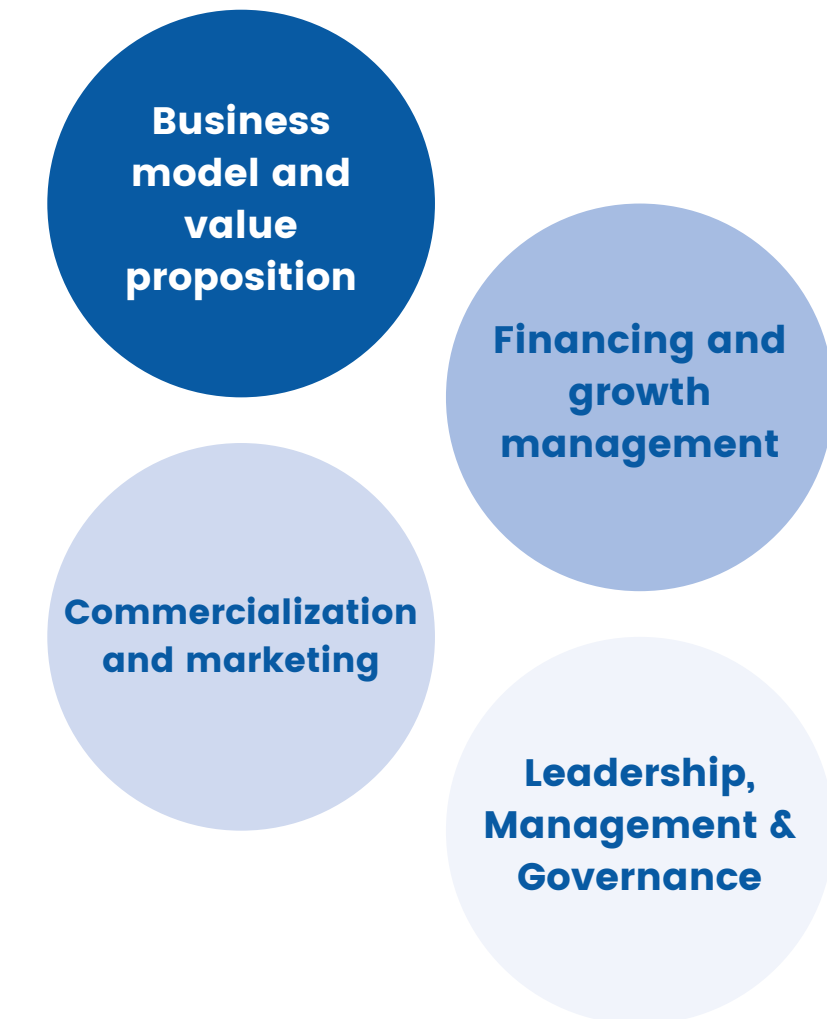 Business
model and
value
proposition
Financing and
growth
management
Commercialization
and marketing
Leadership,
Management &
Governance